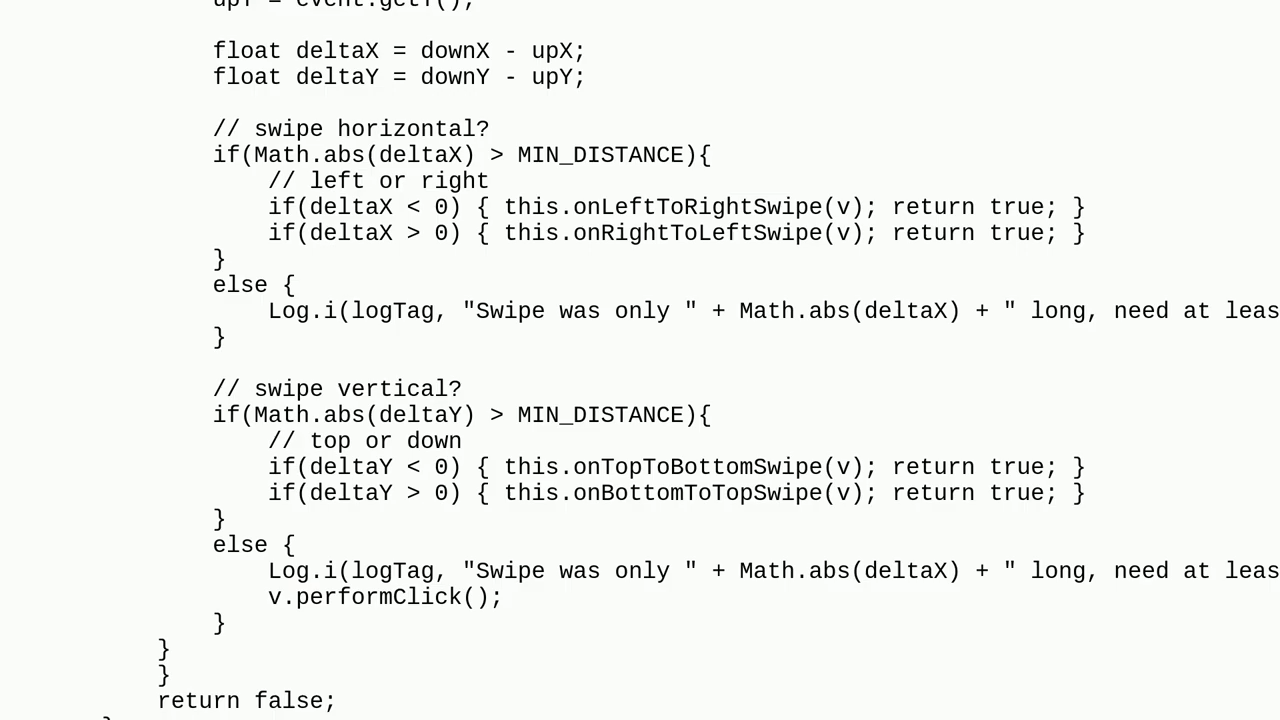 upY = event.getY();
float deltaX = downX - upX;
float deltaY = downY - upY;
// swipe horizontal?
if(Math.abs(deltaX) > MIN_DISTANCE){
// left or right
if(deltaX < 0) { this.onLeftToRightSwipe(v); return true; }
if(deltaX > 0) { this.onRightToLeftSwipe(v); return true; }
}
else {
Log.i(logTag, "Swipe was only " + Math.abs(deltaX) + " long, need at leas
}
// swipe vertical?
if(Math.abs(deltaY) > MIN_DISTANCE){
// top or down
if(deltaY < 0) { this.onTopToBottomSwipe(v); return true; }
if(deltaY > 0) { this.onBottomToTopSwipe(v); return true; }
}
else {
Log.i(logTag, "Swipe was only " + Math.abs(deltaX) + " long, need at leas
v.performClick();
}
}
}
return false;
}